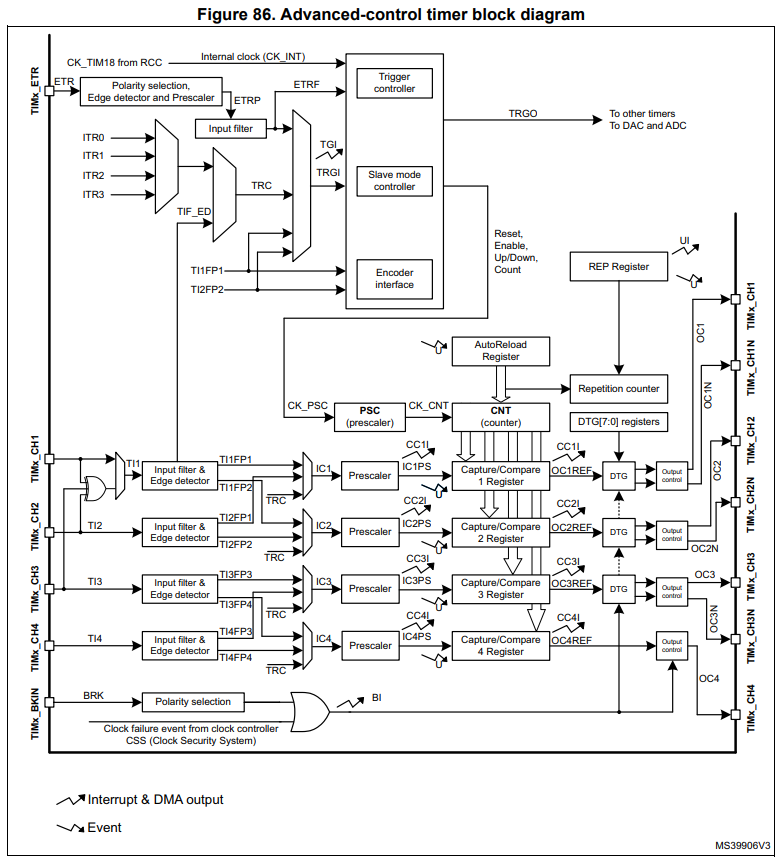 Figure 86. Advanced-control timer block diagram
CK_TIM18 from RCC
Internal clock (CK_INT)
TIMx_ETR
ETR
Polarity selection,
Edge detector and Prescaler
ETRP
Input filter
ETRF
Trigger
controller
TRGO
To other timers
To DAC and ADC
ITR0
ITR1
ITR2
ITR3
TGI
TRC
TRGI
Slave mode
controller
TIF_ED
Reset,
Enable,
Up/Down,
Count
TI1FP1
TI2FP2
Encoder
interface
REP Register
UI
U
U
AutoReload
Register
Repetition counter
CK_PSC
PSC
(prescaler)
CK_CNT
CNT
(counter)
DTG[7:0] registers
TIMx_CH1
TI1
Input filter &
Edge detector
TI1FP1
TI1FP2
TRC
IC1
Prescaler
CC1I
IC1PS
U
Capture/Compare
1 Register
CC1I
OC1REF
DTG
Output
control
OC1
TIMx_CH1
OC1N
TIMx_CH1N
TIMx_CH2
TI2
Input filter &
Edge detector
TI2FP1
TI2FP2
TRC
IC2
Prescaler
CC2I
IC2PS
U
Capture/Compare
2 Register
CC2I
OC2REF
DTG
Output
control
OC2
TIMx_CH2
OC2N
TIMx_CH2N
TIMx_CH3
TI3
Input filter &
Edge detector
TI3FP3
TI3FP4
TRC
IC3
Prescaler
CC3I
IC3PS
U
Capture/Compare
3 Register
CC3I
OC3REF
DTG
Output
control
OC3
TIMx_CH3
OC3N
TIMx_CH3N
TIMx_CH4
TI4
Input filter &
Edge detector
TI4FP3
TI4FP4
TRC
IC4
Prescaler
CC4I
IC4PS
U
Capture/Compare
4 Register
CC4I
OC4REF
Output
control
OC4
TIMx_CH4
TIMx_BKIN
BRK
Polarity selection
BI
Clock failure event from clock controller
CSS (Clock Security System)
Interrupt & DMA output
Event
MS39906V3